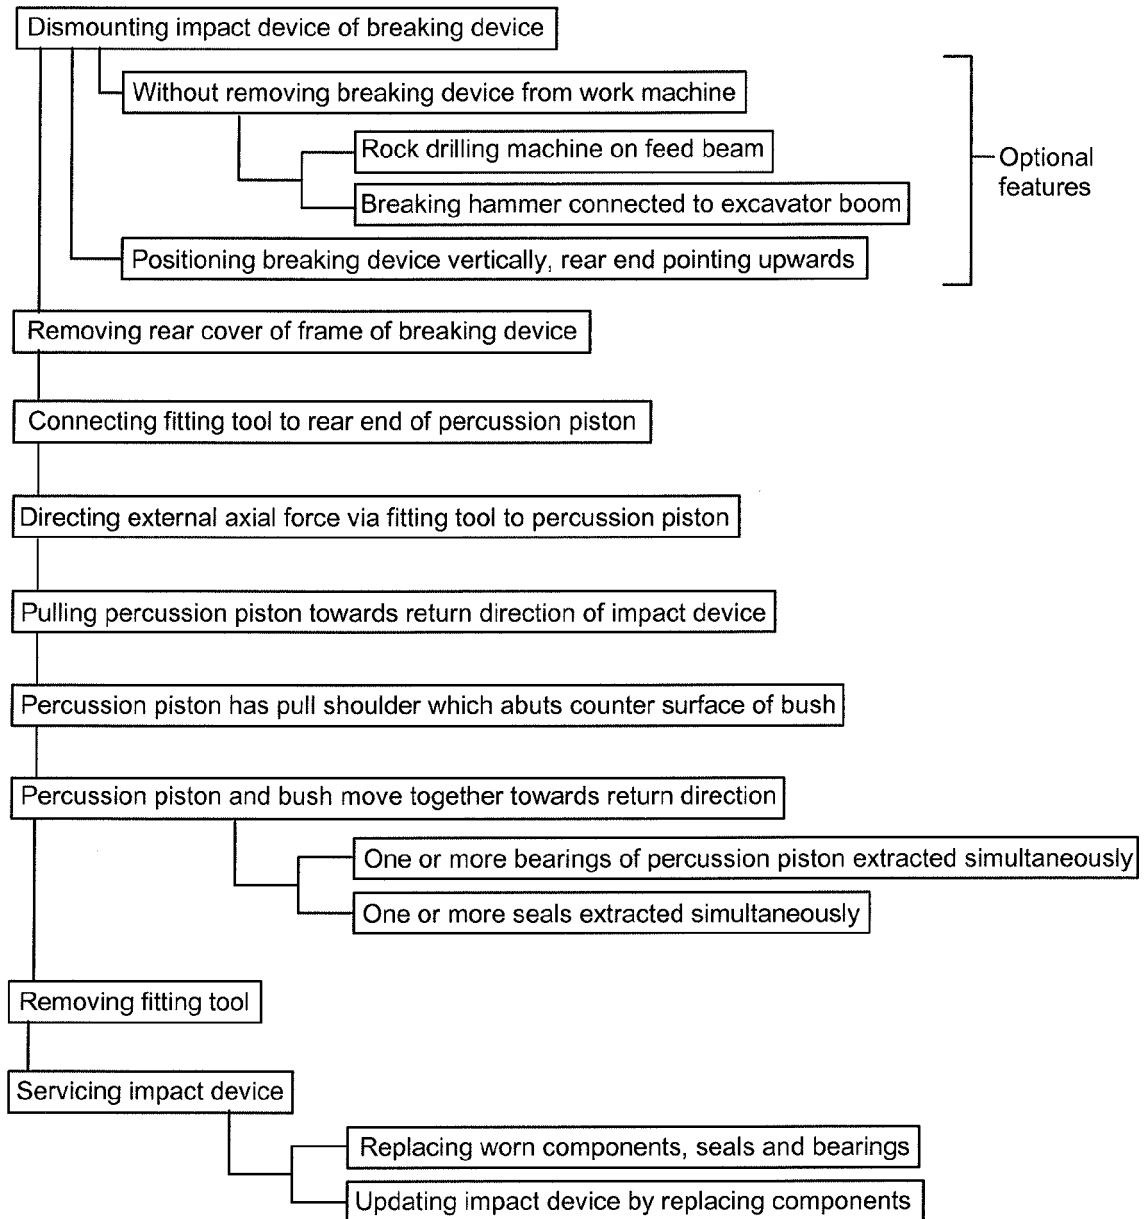 Dismounting impact device of breaking device
Without removing breaking device from work machine
Rock drilling machine on feed beam
Optional
features
Breaking hammer connected to excavator boom
Positioning breaking device vertically, rear end pointing upwards
Removing rear cover of frame of breaking device
Connecting fitting tool to rear end of percussion piston
Directing external axial force via fitting tool to percussion piston
Pulling percussion piston towards return direction of impact device
Percussion piston has pull shoulder which abuts counter surface of bush
Percussion piston and bush move together towards return direction
One or more bearings of percussion piston extracted simultaneously
One or more seals extracted simultaneously
Removing fitting tool
Servicing impact device
Replacing worn components, seals and bearings
Updating impact device by replacing components